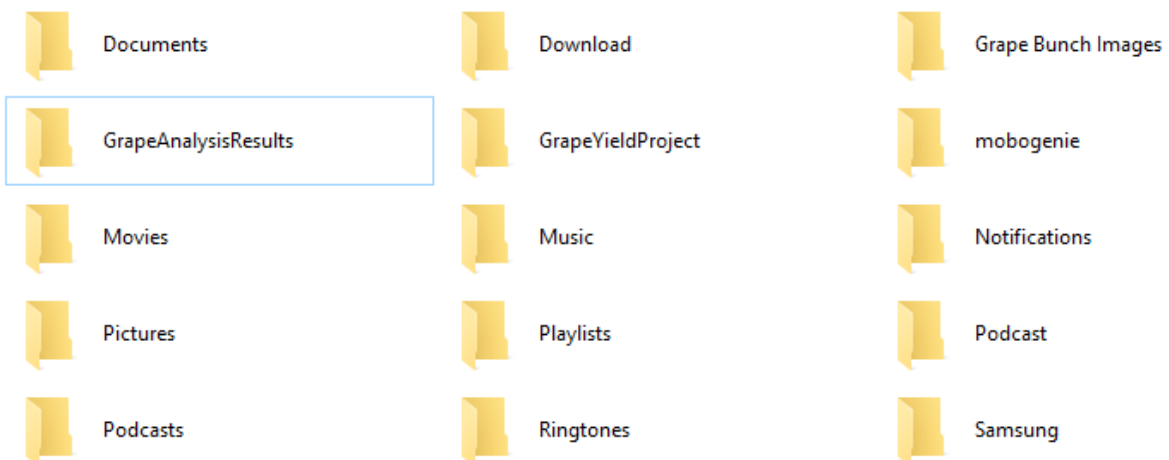 Documents
Download
Grape Bunch Images
GrapeAnalysisResults
GrapeYieldProject
mobogenie
Movies
Music
Notifications
Pictures
Playlists
Podcast
Podcasts
Ringtones
Samsung